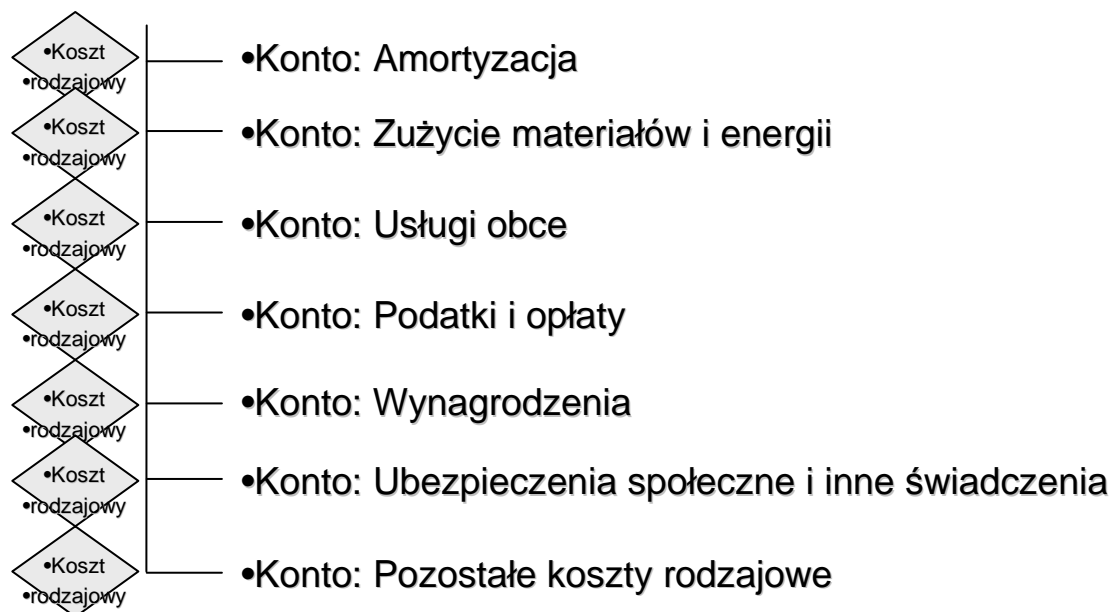 •Koszt
•rodzajowy
•Konto: Amortyzacja
•Koszt
•rodzajowy
•Konto: Zużycie materiałów i energii
•Koszt
•rodzajowy
•Konto: Usługi obce
•Koszt
•rodzajowy
•Konto: Podatki i opłaty
•Koszt
•rodzajowy
•Konto: Wynagrodzenia
•Koszt
•rodzajowy
•Konto: Ubezpieczenia społeczne i inne świadczenia
•Koszt
•rodzajowy
•Konto: Pozostałe koszty rodzajowe